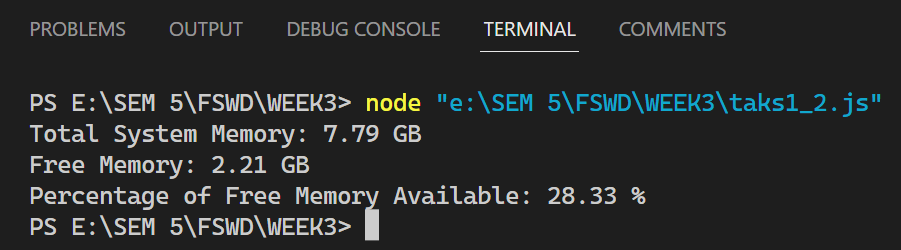 PROBLEMS OUTPUT DEBUG CONSOLE TERMINAL COMMENTS
PS E:\SEM 5\FSWD\WEEK3> node "e:\SEM 5\FSWD\WEEK3\taks1_2.js"
Total System Memory: 7.79 GB
Free Memory: 2.21 GB
Percentage of Free Memory Available: 28.33 %
PS E:\SEM 5\FSWD\WEEK3>